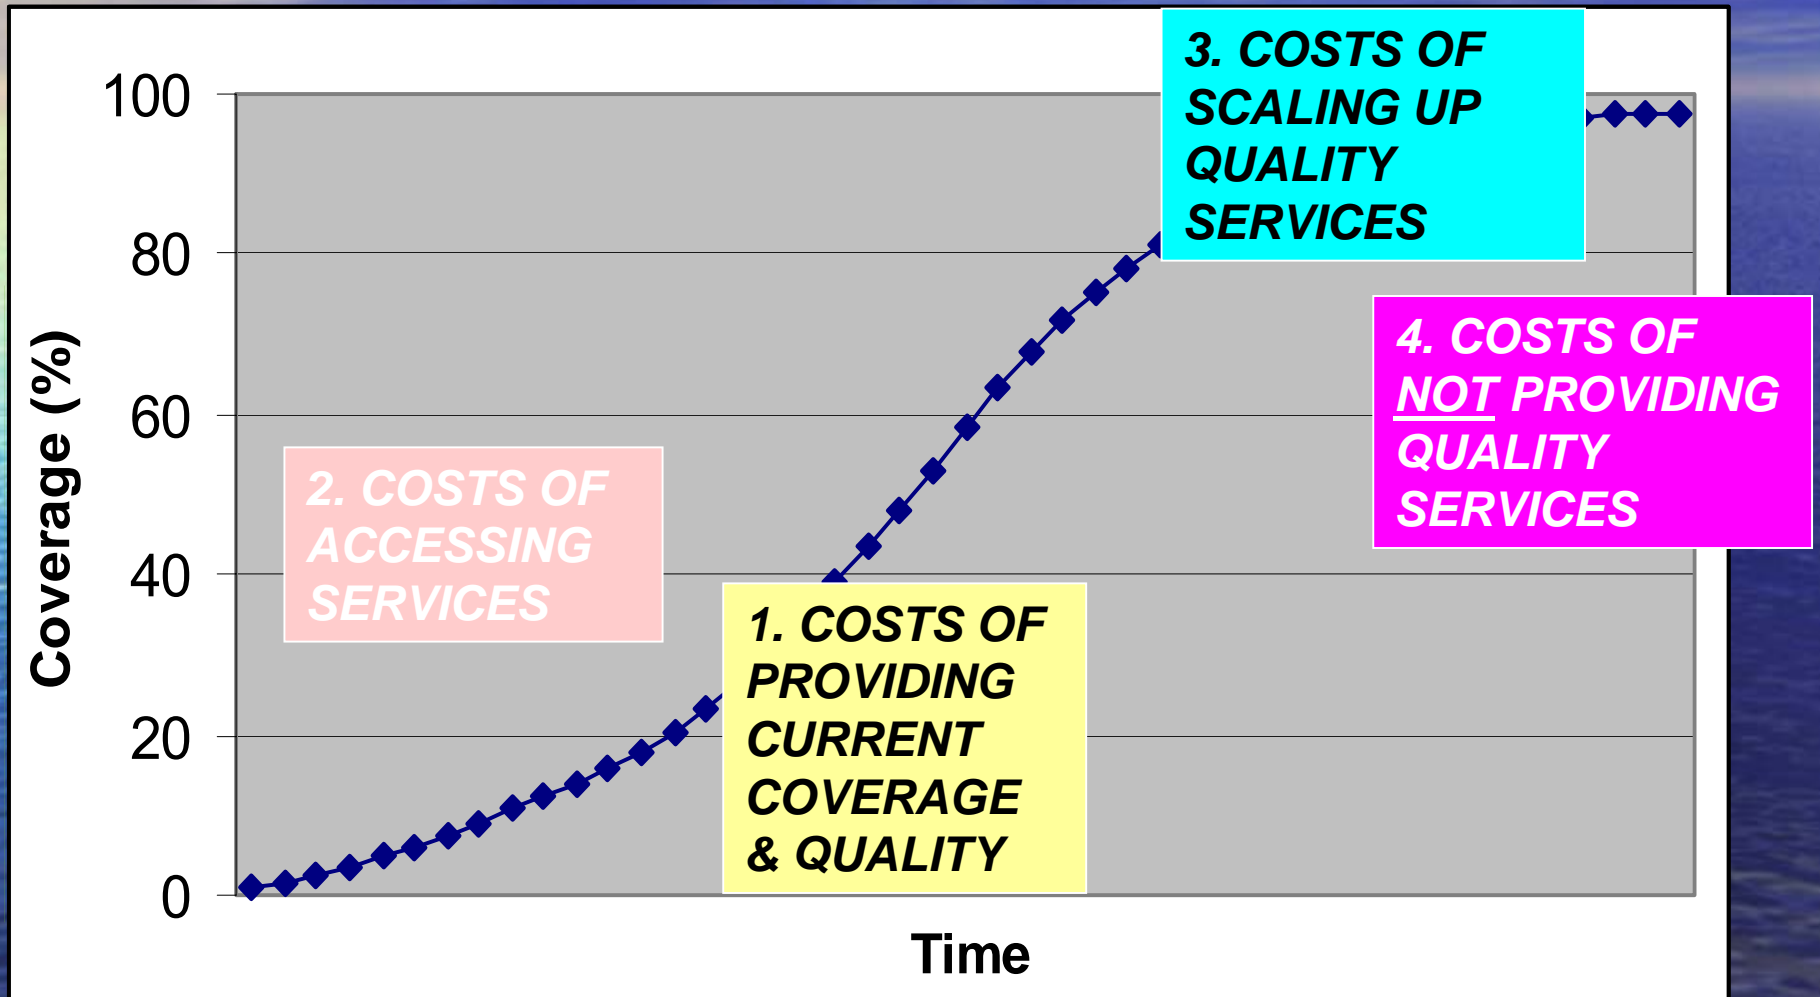 3. COSTS OF
SCALING UP
QUALITY
SERVICES
100
80
60
40
20
0
Coverage (%)
4. COSTS OF
NOT PROVIDING
QUALITY
SERVICES
2. COSTS OF
ACCESSING
SERVICES
1. COSTS OF
PROVIDING
CURRENT
COVERAGE
& QUALITY
Time